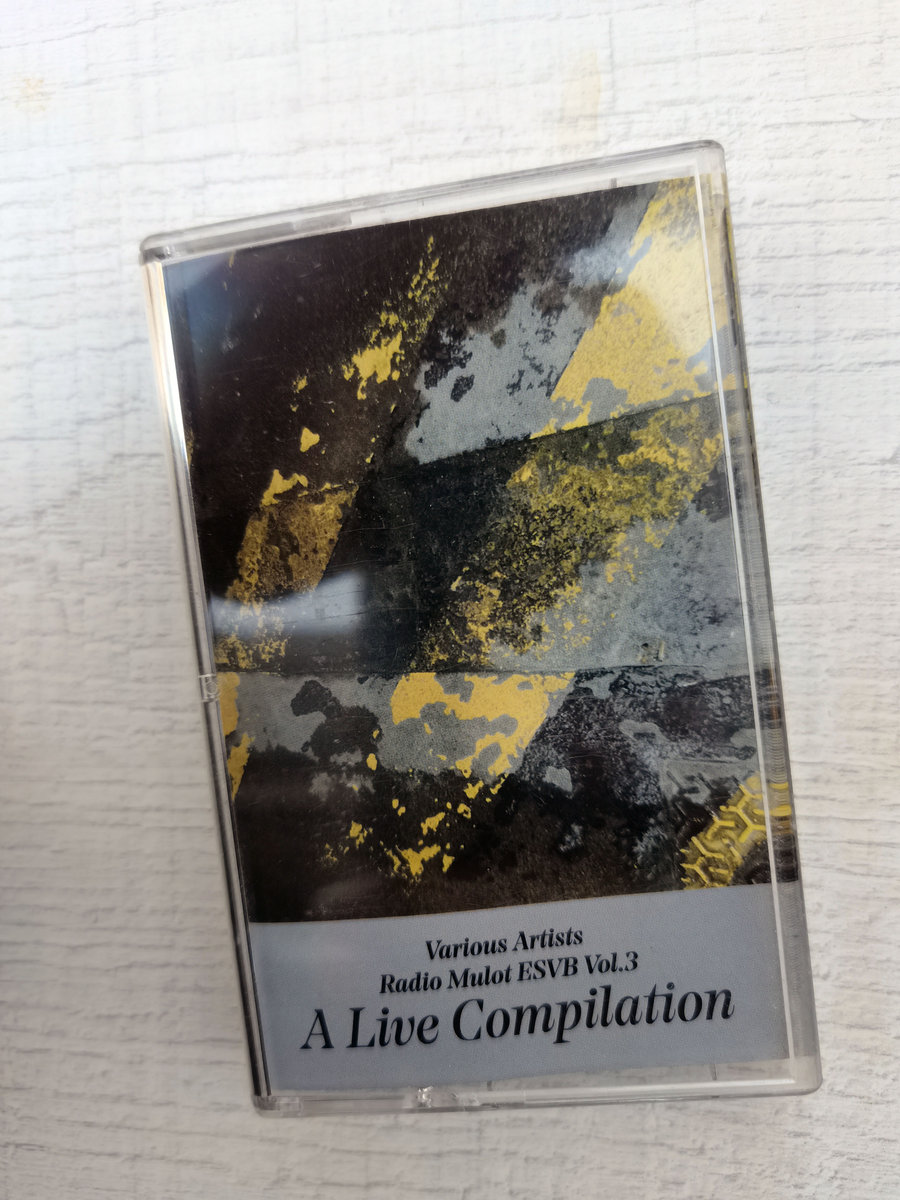 Various Artists
Radio Mulot ESVB Vol.3
A Live Compilation